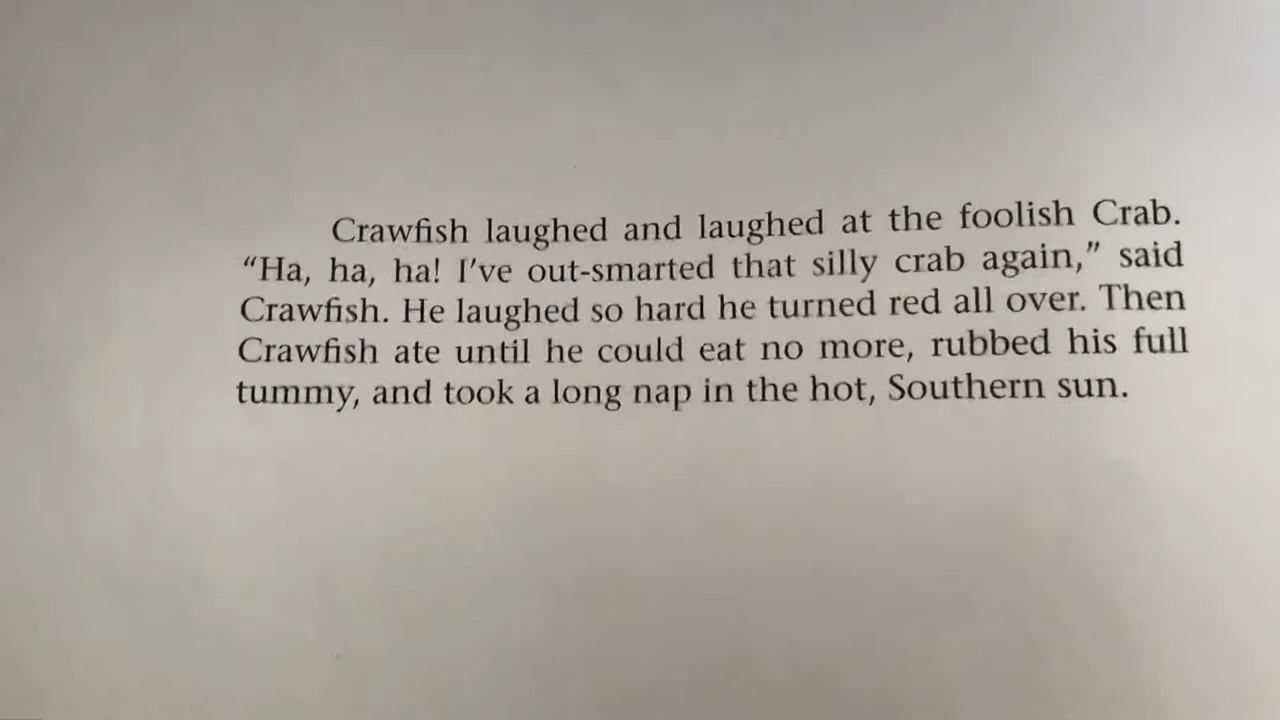 Crawfish laughed and laughed at the foolish Crab.
“Ha, ha, ha! I’ve out-smarted that silly crab again,” said
Crawfish. He laughed so hard he turned red all over. Then
Crawfish ate until he could eat no more, rubbed his full
tummy, and took a long nap in the hot, Southern sun.